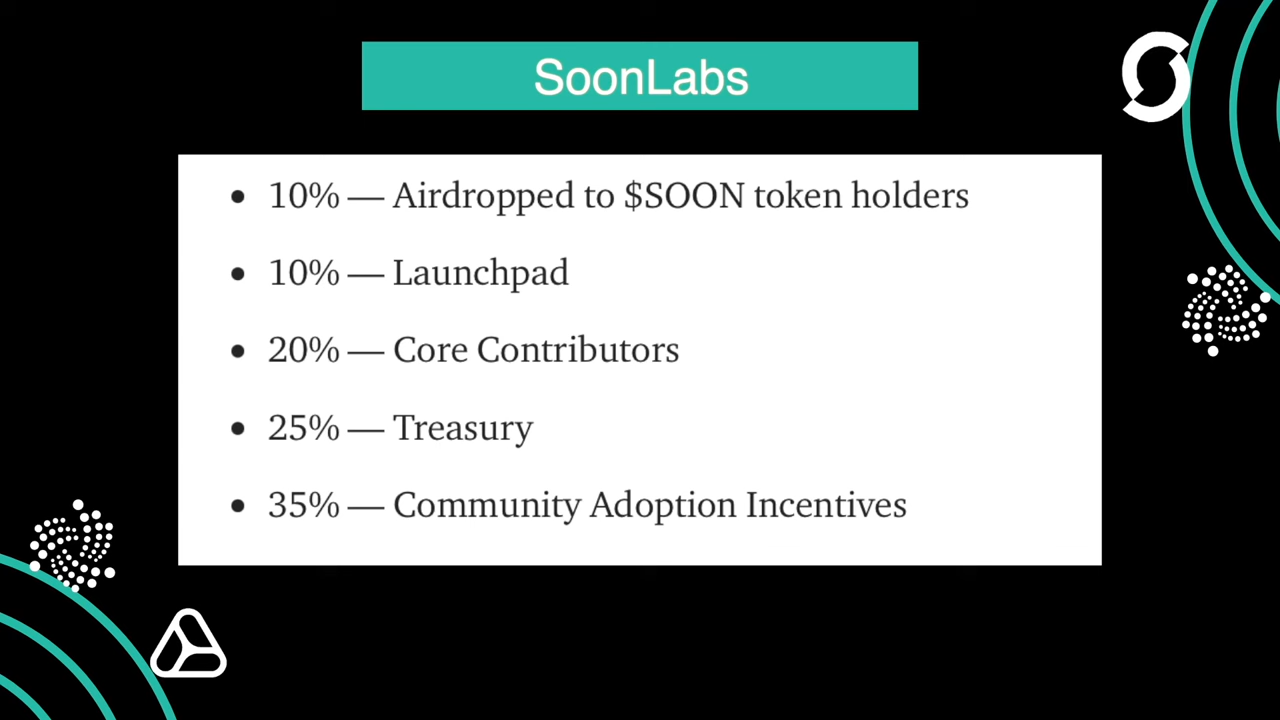 SoonLabs
• 10% — Airdropped to $SOON token holders
• 10% — Launchpad
• 20% — Core Contributors
• 25% — Treasury
• 35% — Community Adoption Incentives